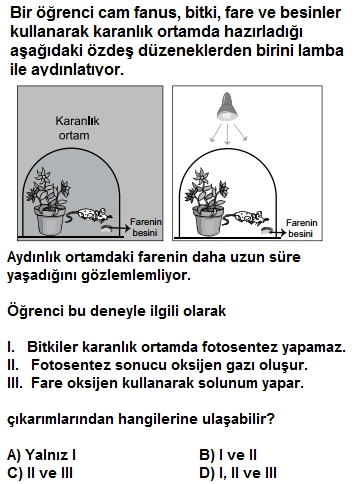 Bir öğrenci cam fanus, bitki, fare ve besinler
kullanarak karanlık ortamda hazırladığı
aşağıdaki özdeş düzeneklerden birini lamba
ile aydınlatıyor.
Karanlık
ortam
Farenin
besini
Farenin
besini
Aydınlık ortamdaki farenin daha uzun süre
yaşadığını gözlemlemliyor.
Öğrenci bu deneyle ilgili olarak
I. Bitkiler karanlık ortamda fotosentez yapamaz.
II. Fotosentez sonucu oksijen gazı oluşur.
III. Fare oksijen kullanarak solunum yapar.
çıkarımlarından hangilerine ulaşabilir?
A) Yalnız I B) I ve II
C) II ve III D) I, II ve III